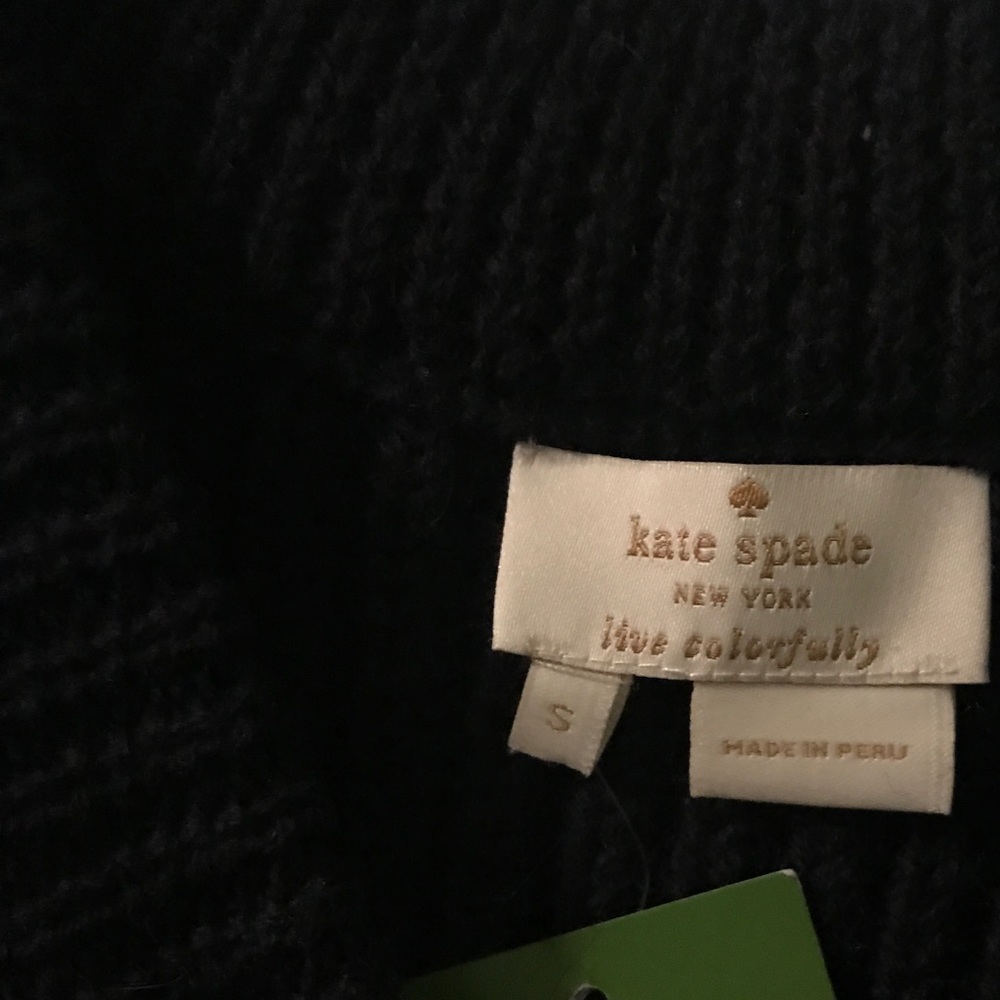 kate spade
NEW YORK
live colorfully
S
MADE IN PERU